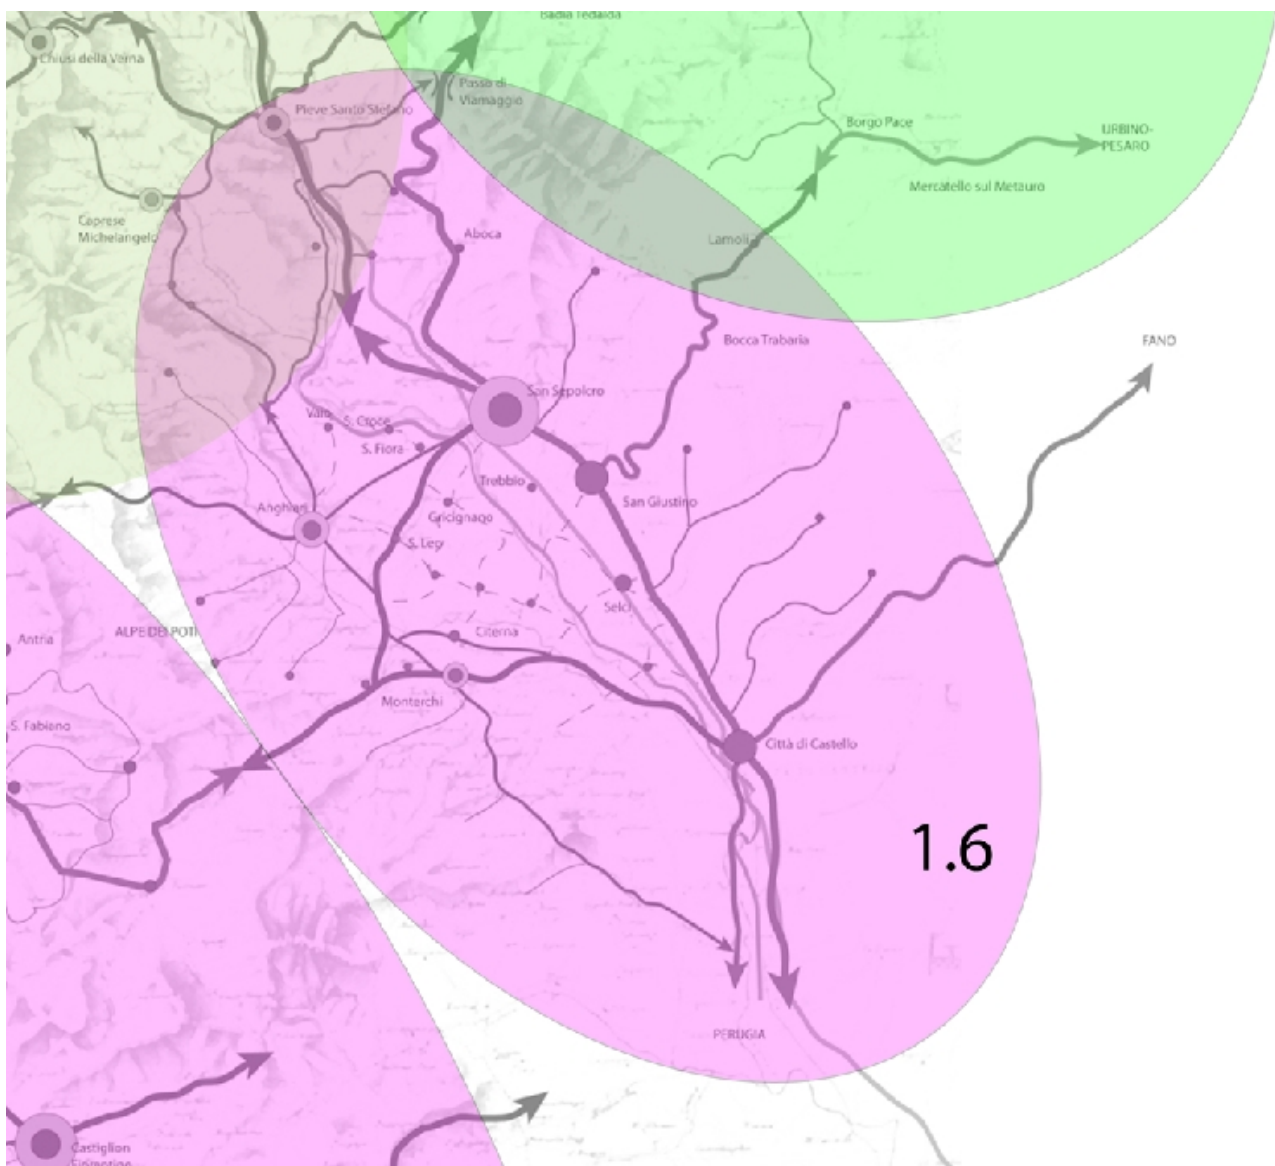 Badia Tedalda
Chiusi della Verna
Passo di
Viamaggio
Pieve Santo Stefano
Borgo Pace
URBINO-
PESARO
Mercatello sul Metauro
Caprese
Michelangelo
Aboca
Lamoli
Bocca Trabaria
FANO
San Sepolcro
Vaio
S. Croce
S. Fiora
Trebbio
San Giustino
Anghiari
Gricignano
S. Leo
Selci
ALPE DEI POTI
Antria
Citerna
Monterchi
S. Fabiano
Città di Castello
1.6
PERUGIA
Castiglion
Fiorentino